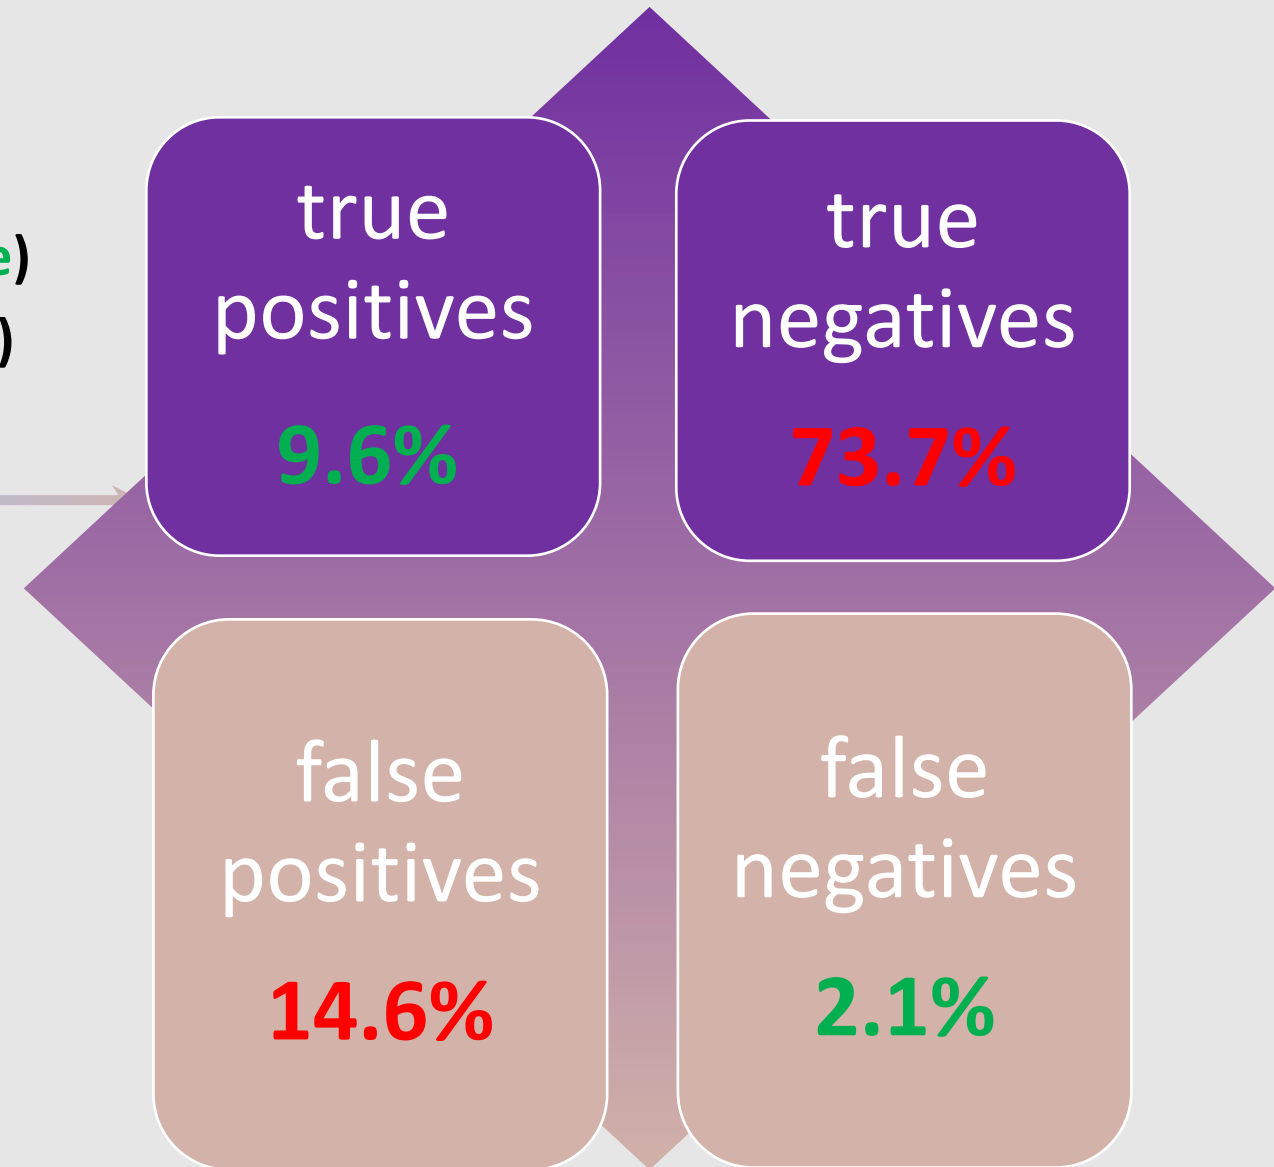 e)
)
true
positives
9.6%
true
negatives
73.7%
false
positives
14.6%
false
negatives
2.1%